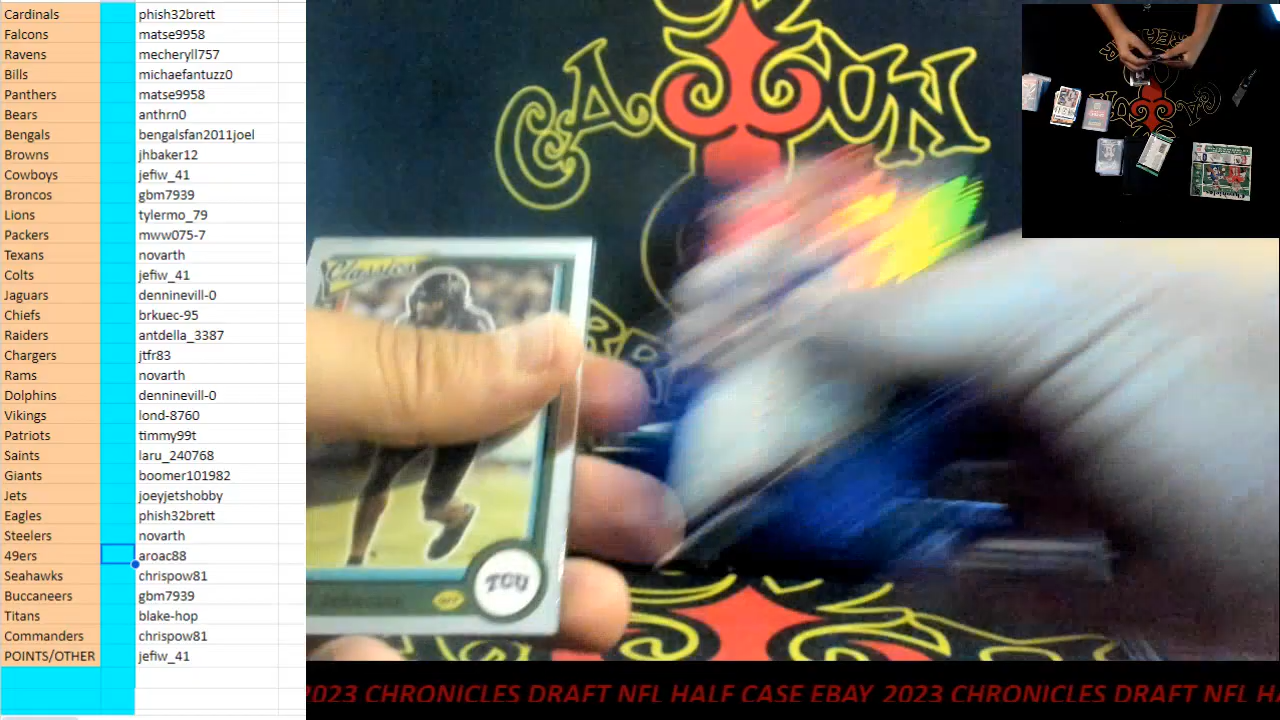 Cardinals phish32brett
Falcons matse9958
Ravens mecheryll757
Bills michaefantuzz0
Panthers matse9958
Bears anthrn0
Bengals bengalsfan2011joel
Browns jhbaker12
Cowboys jefiw_41
Broncos gbm7939
Lions tylermo_79
Packers mww075-7
Texans novarth
Colts jefiw_41
Jaguars denninevill-0
Chiefs brkuec-95
Raiders antdella_3387
Chargers jtfr83
Rams novarth
Dolphins denninevill-0
Vikings lond-8760
Patriots timmy99t
Saints laru_240768
Giants boomer101982
Jets joeyjetshobby
Eagles phish32brett
Steelers novarth
49ers aroac88
Seahawks chrispow81
Buccaneers gbm7939
Titans blake-hop
Commanders chrispow81
POINTS/OTHER jefiw_41
CAJUN
Classics
TCU
Johnston
2023 CHRONICLES DRAFT NFL HALF CASE EBAY 2023 CHRONICLES DRAFT NFL